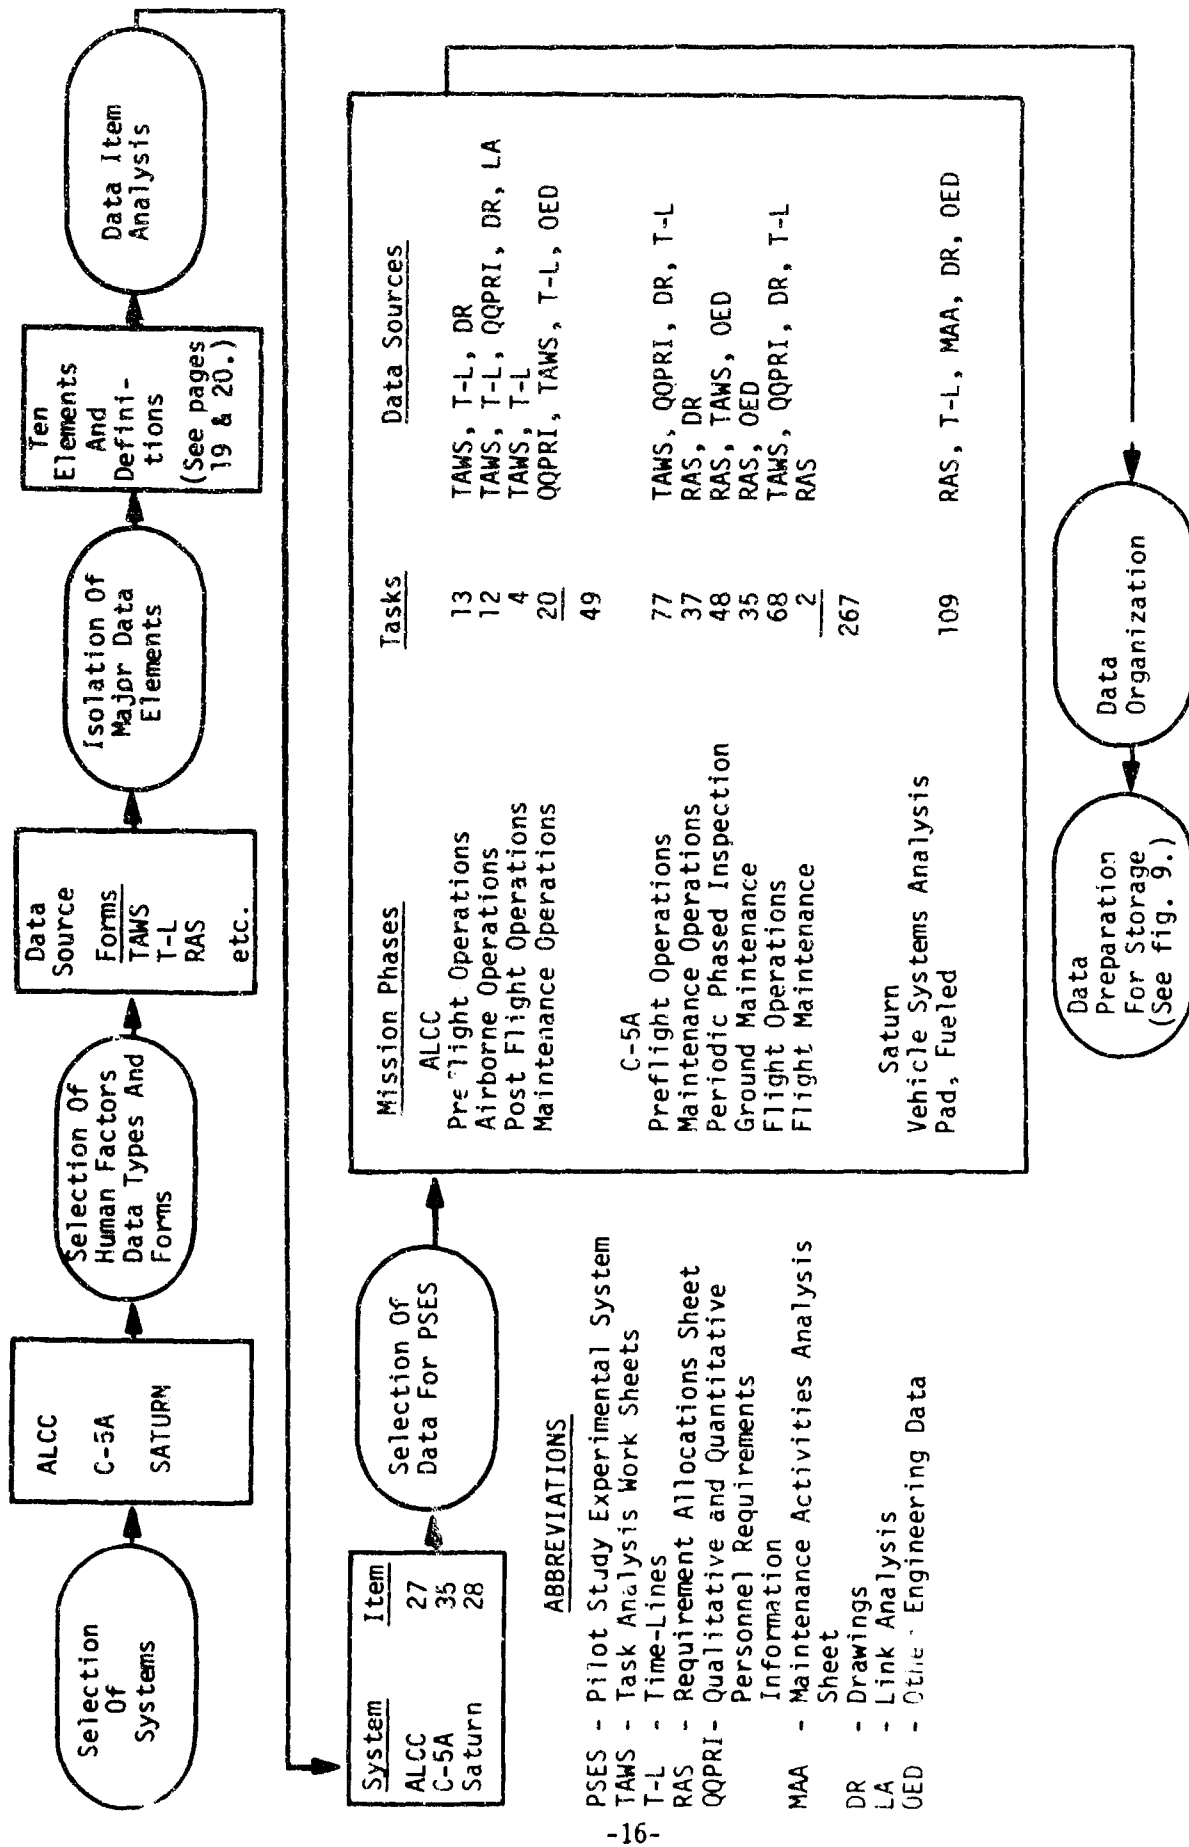 Selection
Of
Systems
ALCC
C-5A
SATURN
Selection Of
Human Factors
Data Types And
Forms
Data
Source
Forms
TAWS
T-L
RAS
etc.
Isolation Of
Major Data
Elements
Ten
Elements
And
Defini-
tions
(See pages
19 & 20.)
Data Item
Analysis
System Item
ALCC 27
C-5A 35
Saturn 28
Selection Of
Data For PSES
Mission Phases Tasks Data Sources
ALCC
Preflight Operations 13 TAWS, T-L, DR
Airborne Operations 12 TAWS, T-L, QQPRI, DR, LA
Post Flight Operations 4 TAWS, T-L
Maintenance Operations 20 QQPRI, TAWS, T-L, OED
49
C-5A
Preflight Operations 77 TAWS, QQPRI, DR, T-L
Maintenance Operations 37 RAS, DR
Periodic Phased Inspection 48 RAS, TAWS, OED
Ground Maintenance 35 RAS, OED
Flight Operations 68 TAWS, QQPRI, DR, T-L
Flight Maintenance 2 RAS
267
Saturn
Vehicle Systems Analysis
Pad, Fueled 109 RAS, T-L, MAA, DR, OED
Data
Organization
Data
Preparation
For Storage
(See fig. 9.)
ABBREVIATIONS
PSES - Pilot Study Experimental System
TAWS - Task Analysis Work Sheets
T-L - Time-Lines
RAS - Requirement Allocations Sheet
QQPRI- Qualitative and Quantitative
Personnel Requirements
Information
MAA - Maintenance Activities Analysis
Sheet
DR - Drawings
LA - Link Analysis
OED - Other Engineering Data
-16-